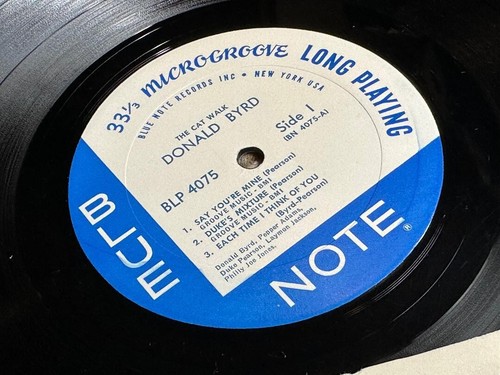 33⅓ MICROGROOVE LONG PLAYING
BLUE NOTE RECORDS INC • NEW YORK USA
THE CAT WALK
DONALD BYRD
BLP 4075
Side 1
(BN 4075-A)
1. SAY YOU'RE MINE (Pearson)
GROOVE MUSIC - BMI
2. DUKE'S MIXTURE (Pearson)
GROOVE MUSIC - BMI
3. EACH TIME I THINK OF YOU
(Byrd-Pearson)
Donald Byrd, Pepper Adams,
Duke Pearson, Layman Jackson,
Philly Joe Jones.
BLUE
NOTE®